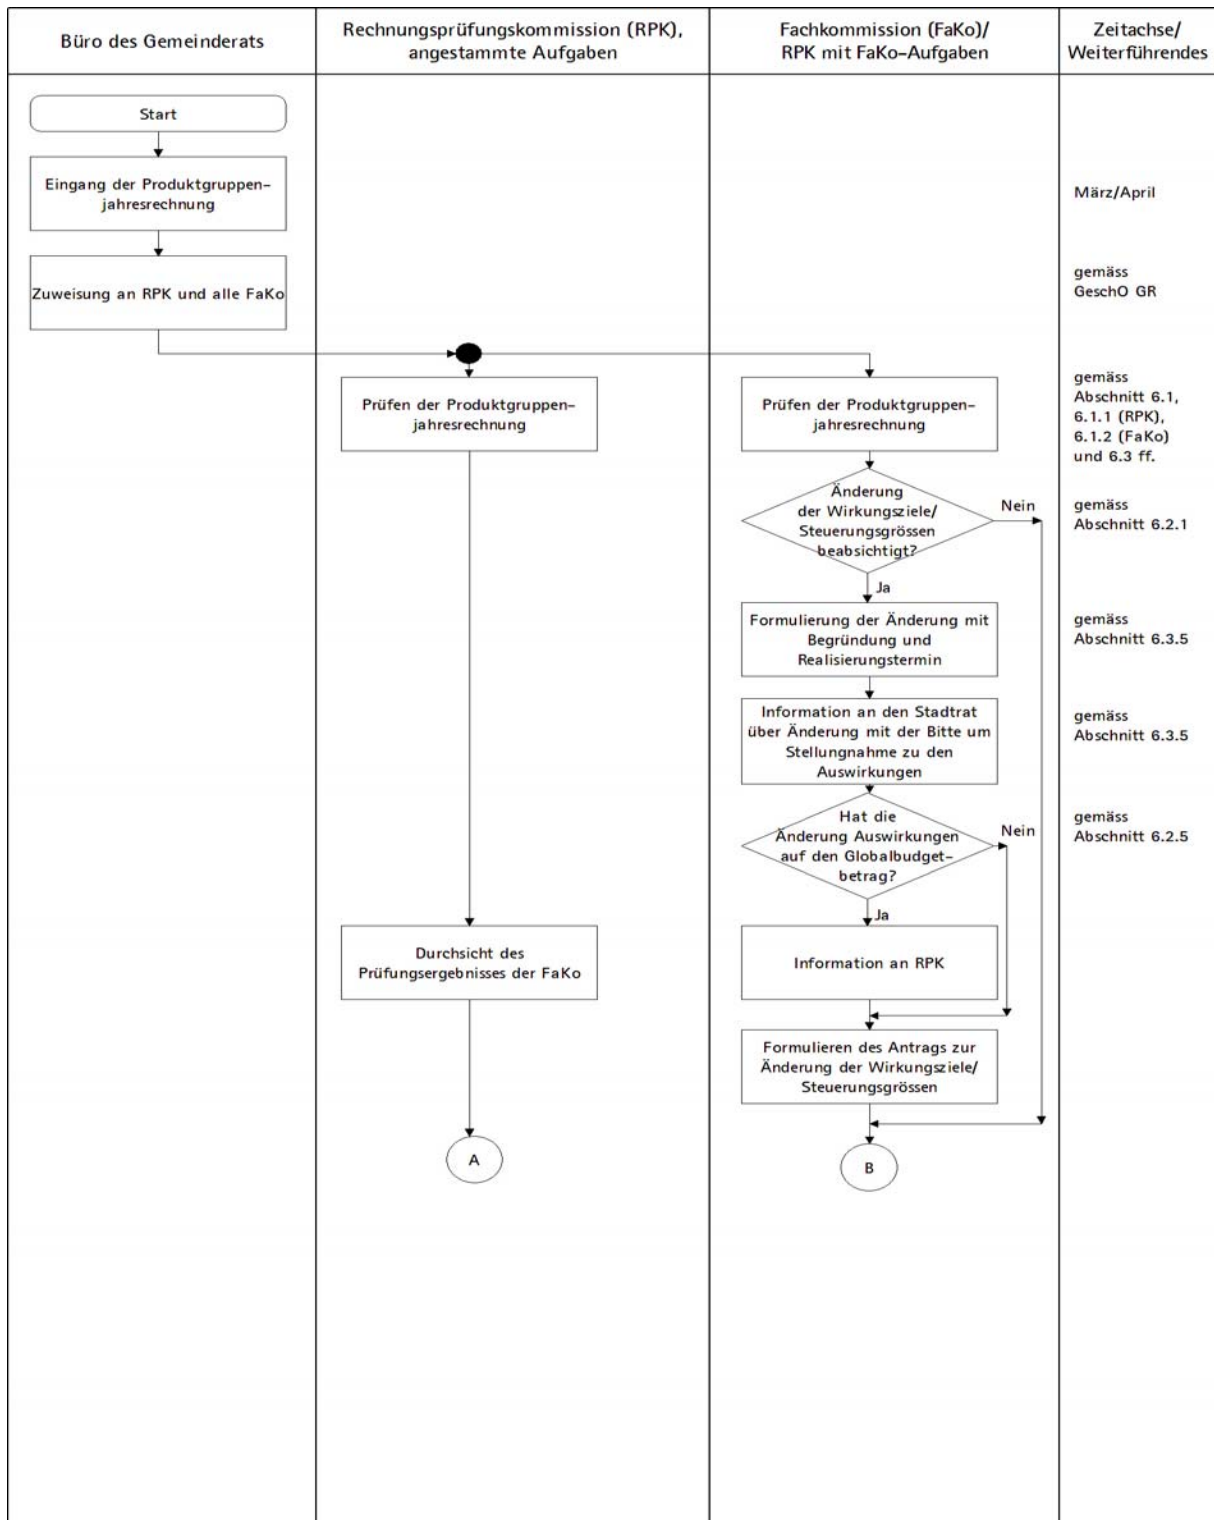 Büro des Gemeinderats
Rechnungsprüfungskommission (RPK),
angestammte Aufgaben
Fachkommission (FaKo)/
RPK mit FaKo-Aufgaben
Zeitachse/
Weiterführendes
Start
Eingang der Produktgruppen-
jahresrechnung
März/April
Zuweisung an RPK und alle FaKo
gemäss
GeschO GR
Prüfen der Produktgruppen-
jahresrechnung
Prüfen der Produktgruppen-
jahresrechnung
gemäss
Abschnitt 6.1,
6.1.1 (RPK),
6.1.2 (FaKo)
und 6.3 ff.
Änderung
der Wirkungsziele/
Steuerungsgrössen
beabsichtigt?
Nein
gemäss
Abschnitt 6.2.1
Ja
Formulierung der Änderung mit
Begründung und
Realisierungstermin
gemäss
Abschnitt 6.3.5
Information an den Stadtrat
über Änderung mit der Bitte um
Stellungnahme zu den
Auswirkungen
gemäss
Abschnitt 6.3.5
Hat die
Änderung Auswirkungen
auf den Globalbudget-
betrag?
Nein
gemäss
Abschnitt 6.2.5
Ja
Durchsicht des
Prüfungsergebnisses der FaKo
Information an RPK
Formulieren des Antrags zur
Änderung der Wirkungsziele/
Steuerungsgrössen
A
B